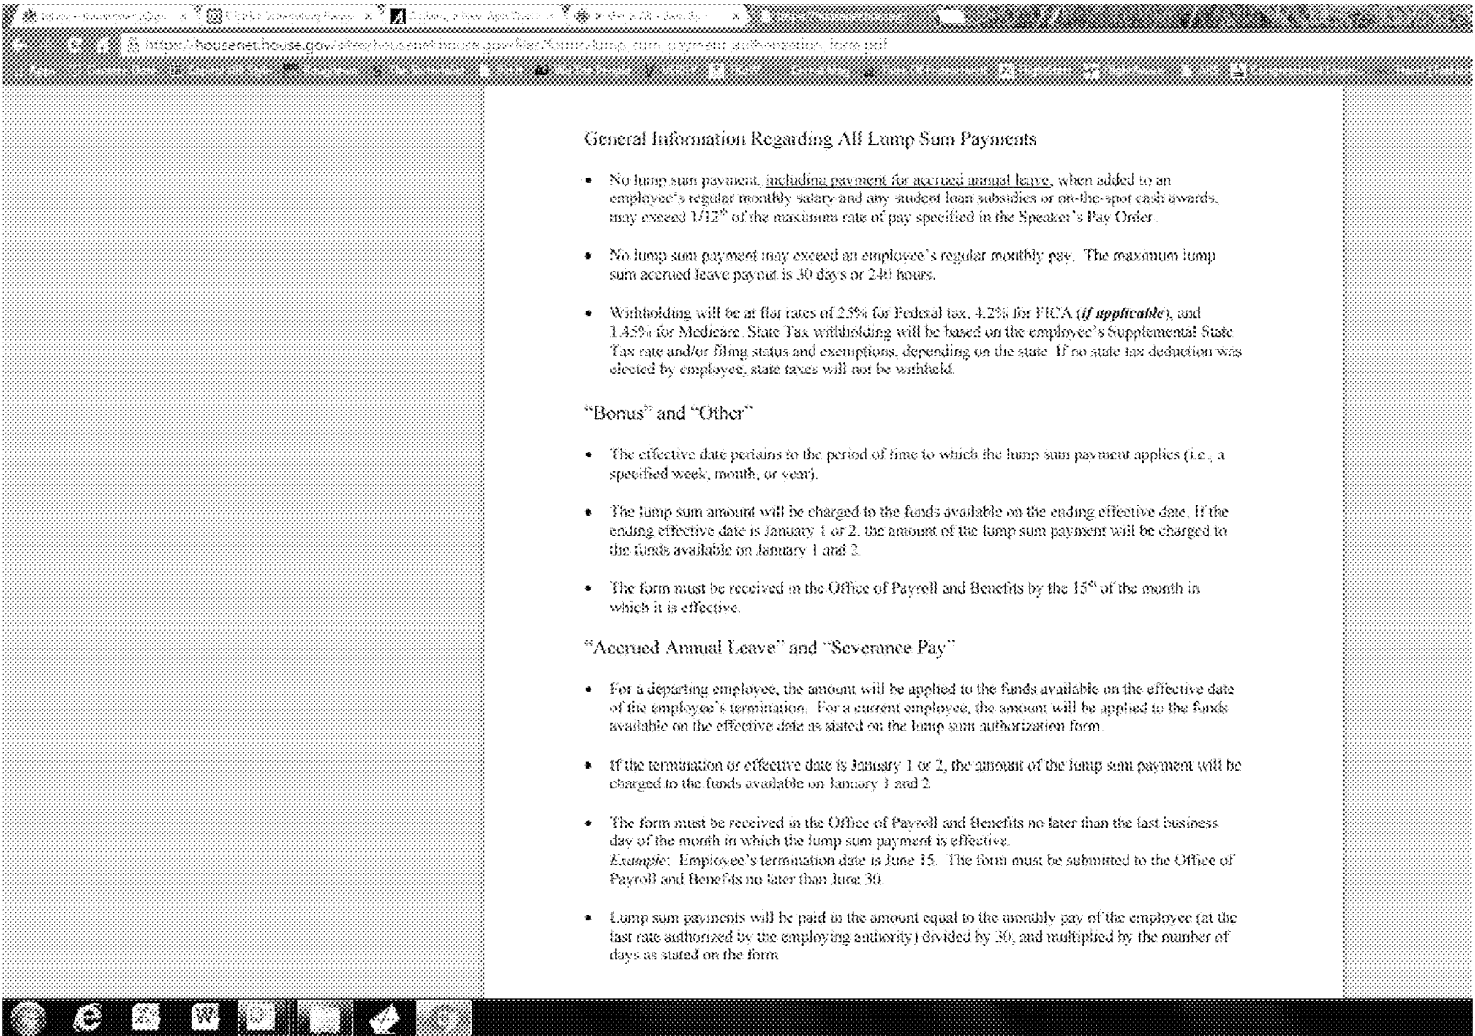 https://housenet.house.gov/sites/housenet.house.gov/files/forms/lump_sum_payment_authorization_form.pdf
General Information Regarding All Lump Sum Payments
• No lump sum payment, including payment for accrued annual leave, when added to an
employee's regular monthly salary and any student loan subsidies or on-the-spot cash awards,
may exceed 1/12th of the maximum rate of pay specified in the Speaker's Pay Order.
• No lump sum payment may exceed an employee's regular monthly pay. The maximum lump
sum accrued leave payout is 30 days or 240 hours.
• Withholding will be at flat rates of 25% for Federal tax, 4.2% for FICA (if applicable), and
1.45% for Medicare. State Tax withholding will be based on the employee's Supplemental State
Tax rate and/or filing status and exemptions, depending on the state. If no state tax deduction was
elected by employee, state taxes will not be withheld.
"Bonus" and "Other"
• The effective date pertains to the period of time to which the lump sum payment applies (i.e., a
specified week, month, or year).
• The lump sum amount will be charged to the funds available on the ending effective date. If the
ending effective date is January 1 or 2, the amount of the lump sum payment will be charged to
the funds available on January 1 and 2.
• The form must be received in the Office of Payroll and Benefits by the 15th of the month in
which it is effective.
"Accrued Annual Leave" and "Severance Pay"
• For a departing employee, the amount will be applied to the funds available on the effective date
of the employee's termination. For a current employee, the amount will be applied to the funds
available on the effective date as stated on the lump sum authorization form.
• If the termination or effective date is January 1 or 2, the amount of the lump sum payment will be
charged to the funds available on January 1 and 2.
• The form must be received in the Office of Payroll and Benefits no later than the last business
day of the month in which the lump sum payment is effective.
Example: Employee's termination date is June 15. The form must be submitted to the Office of
Payroll and Benefits no later than June 30.
• Lump sum payments will be paid in the amount equal to the monthly pay of the employee (at the
last rate authorized by the employing authority) divided by 30, and multiplied by the number of
days as stated on the form.